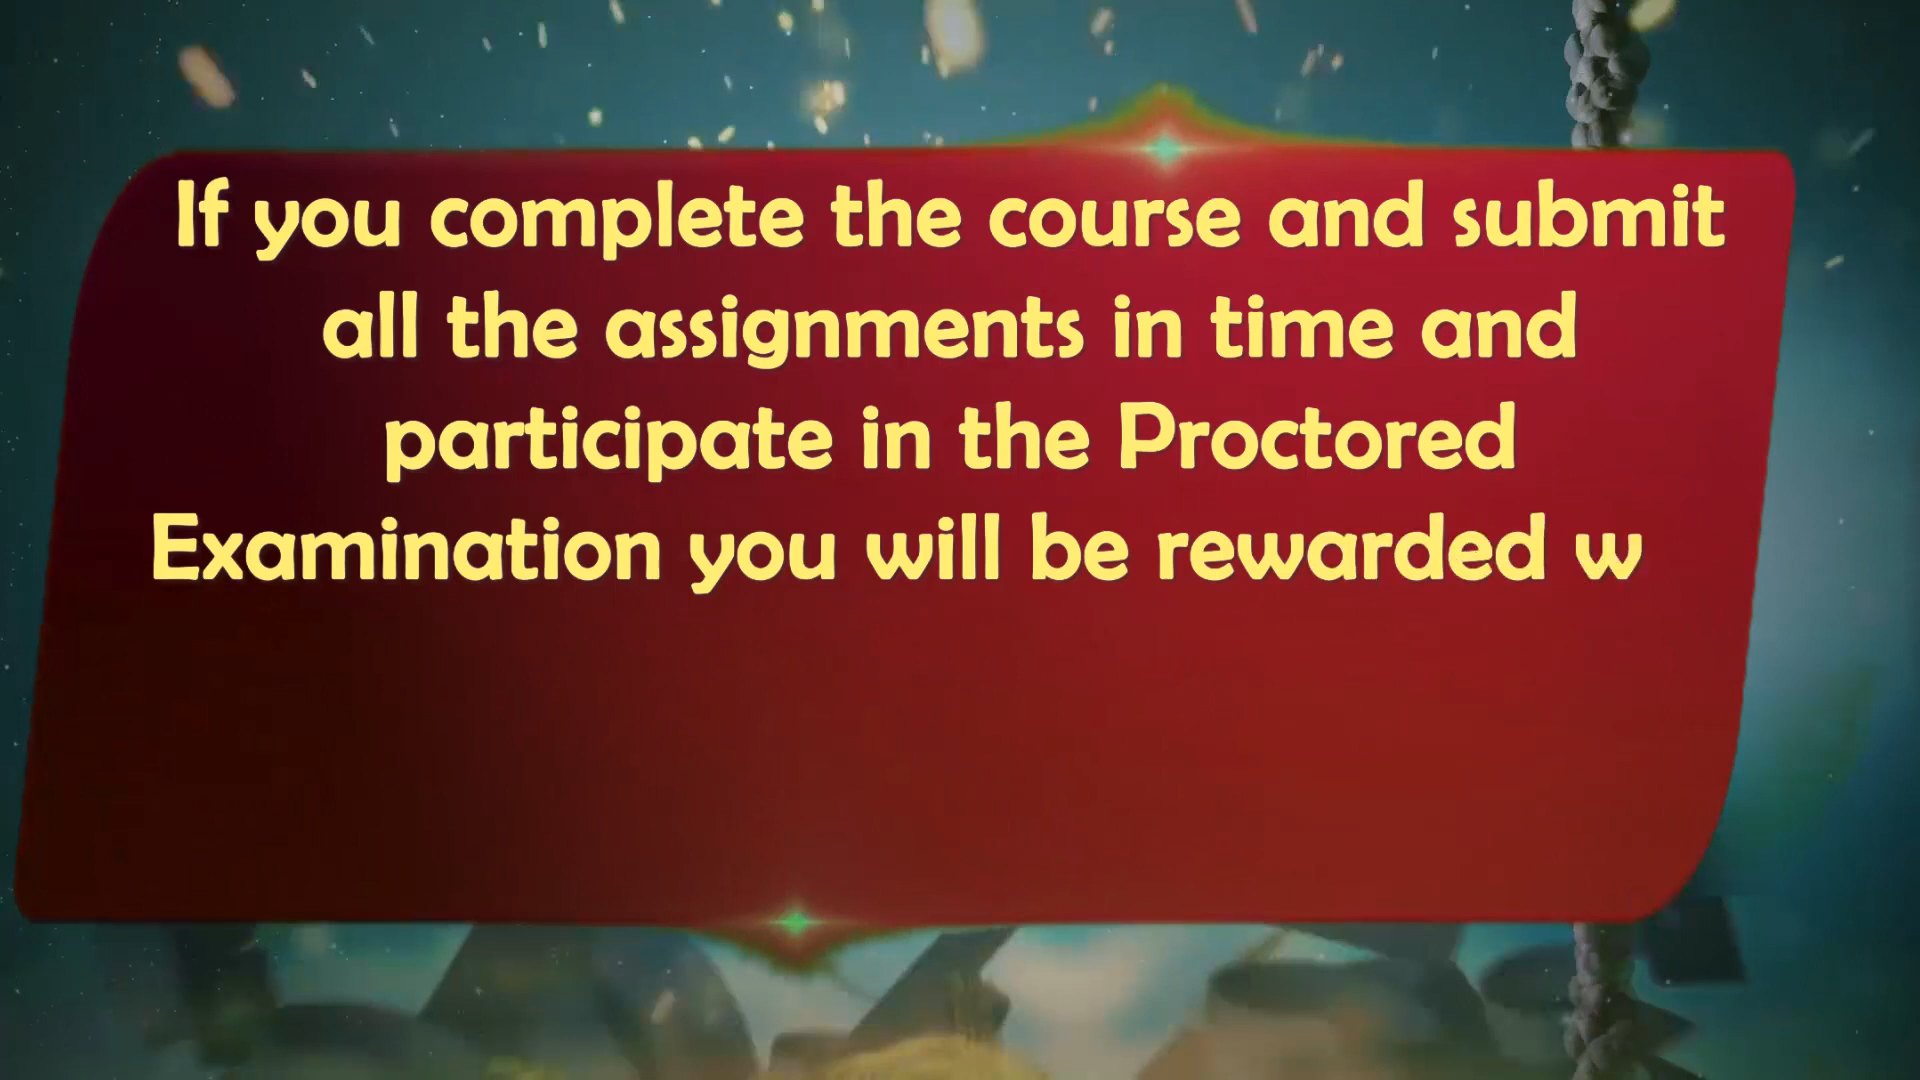 If you complete the course and submit
all the assignments in time and
participate in the Proctored
Examination you will be rewarded w